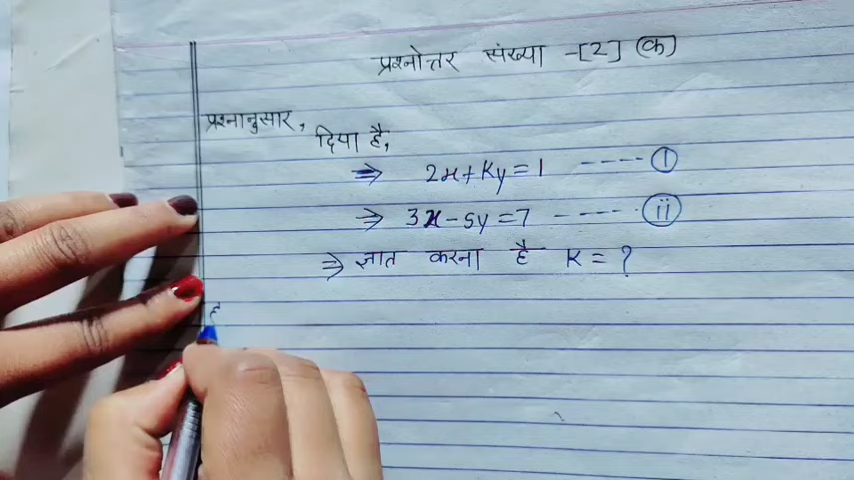 प्रश्नोत्तर संख्या -[2] (क)
प्रश्नानुसार,
दिया है,
⇒ 2x+Ky=1 ---- (i)
⇒ 3x-5y=7 ---- (ii)
⇒ ज्ञात करना है K = ?